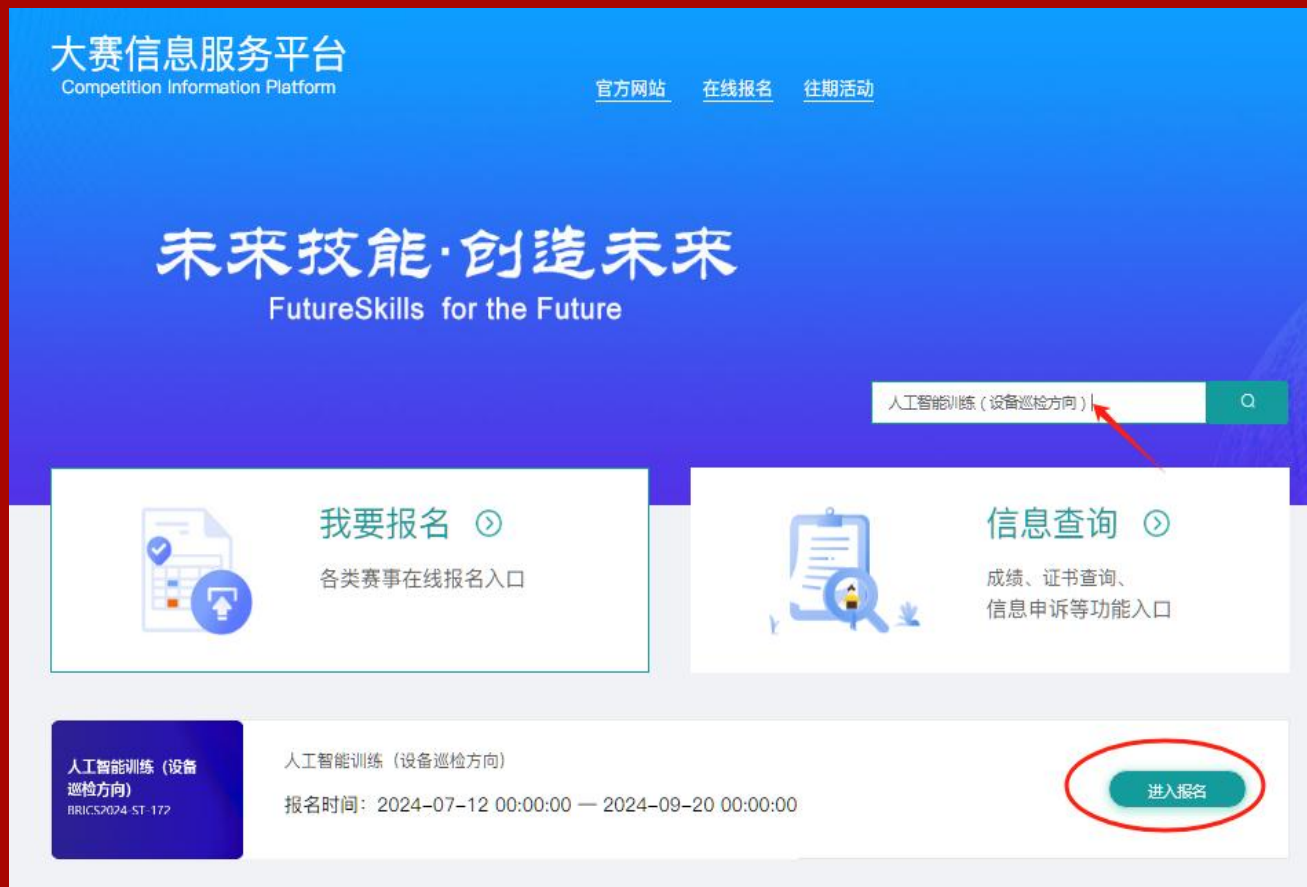 大赛信息服务平台
Competition Information Platform
官方网站 在线报名 往期活动
未来技能·创造未来
FutureSkills for the Future
人工智能训练（设备巡检方向）
我要报名
各类赛事在线报名入口
信息查询
成绩、证书查询、
信息申诉等功能入口
人工智能训练（设备
巡检方向）
BRICS2024-ST-172
人工智能训练（设备巡检方向）
报名时间：2024-07-12 00:00:00 — 2024-09-20 00:00:00
进入报名